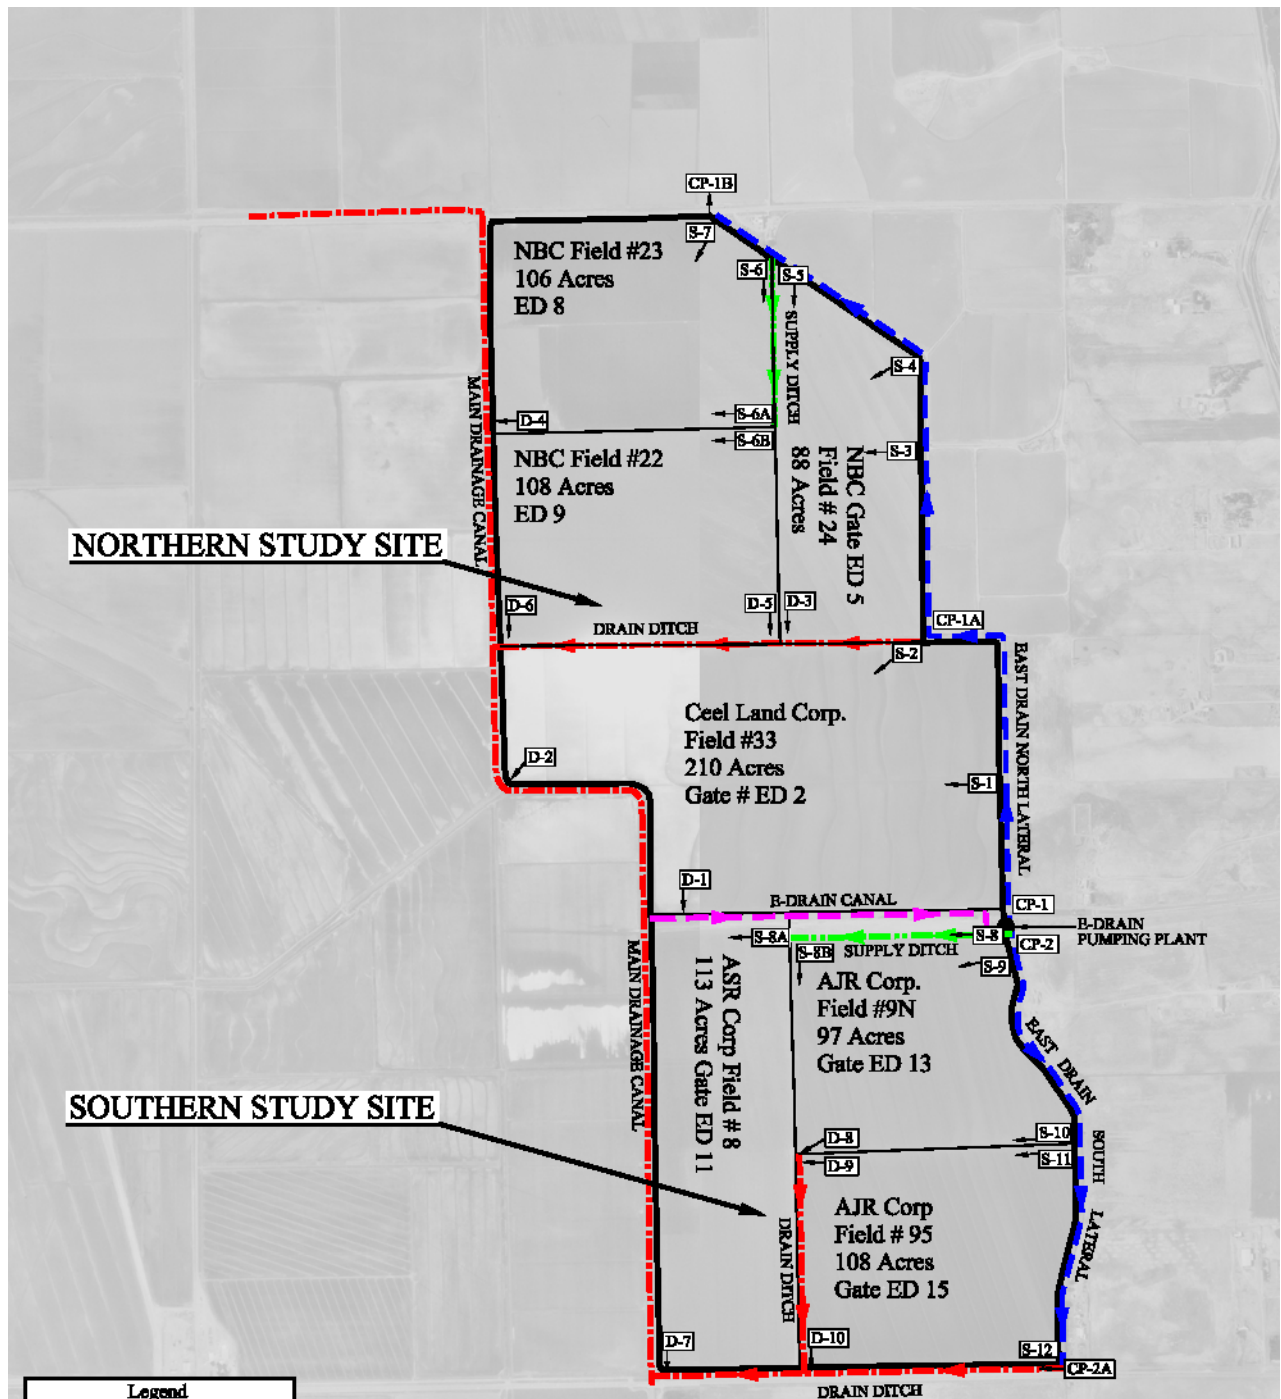 CP-1B
S-7
NBC Field #23
106 Acres
ED 8
S-6
S-5
SUPPLY DITCH
S-4
MAIN DRAINAGE CANAL
D-4
S-6A
S-6B
S-3
NBC Field #22
108 Acres
ED 9
NBC Gate ED 5
Field # 24
88 Acres
NORTHERN STUDY SITE
D-6
D-5
D-3
DRAIN DITCH
CP-1A
S-2
EAST DRAIN NORTH LATERAL
Ceel Land Corp.
Field #33
210 Acres
Gate # ED 2
D-2
S-1
D-1
E-DRAIN CANAL
CP-1
E-DRAIN
PUMPING PLANT
S-8A
S-8
CP-2
S-8B
SUPPLY DITCH
S-9
MAIN DRAINAGE CANAL
ASR Corp Field # 8
113 Acres Gate ED 11
AJR Corp.
Field #9N
97 Acres
Gate ED 13
EAST DRAIN
SOUTH LATERAL
SOUTHERN STUDY SITE
D-8
S-10
D-9
S-11
AJR Corp
Field # 95
108 Acres
Gate ED 15
DRAIN DITCH
D-7
D-10
S-12
CP-2A
Legend
DRAIN DITCH